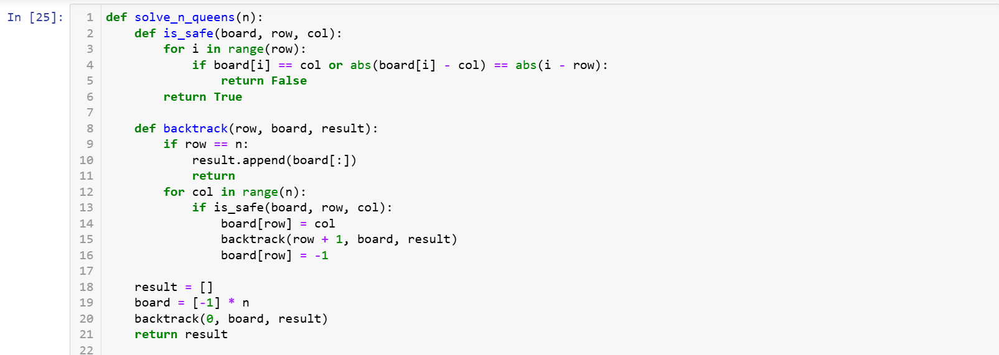 In [25]:
1 def solve_n_queens(n):
2     def is_safe(board, row, col):
3         for i in range(row):
4             if board[i] == col or abs(board[i] - col) == abs(i - row):
5                 return False
6         return True
7
8     def backtrack(row, board, result):
9         if row == n:
10             result.append(board[:])
11             return
12         for col in range(n):
13             if is_safe(board, row, col):
14                 board[row] = col
15                 backtrack(row + 1, board, result)
16                 board[row] = -1
17
18     result = []
19     board = [-1] * n
20     backtrack(0, board, result)
21     return result
22